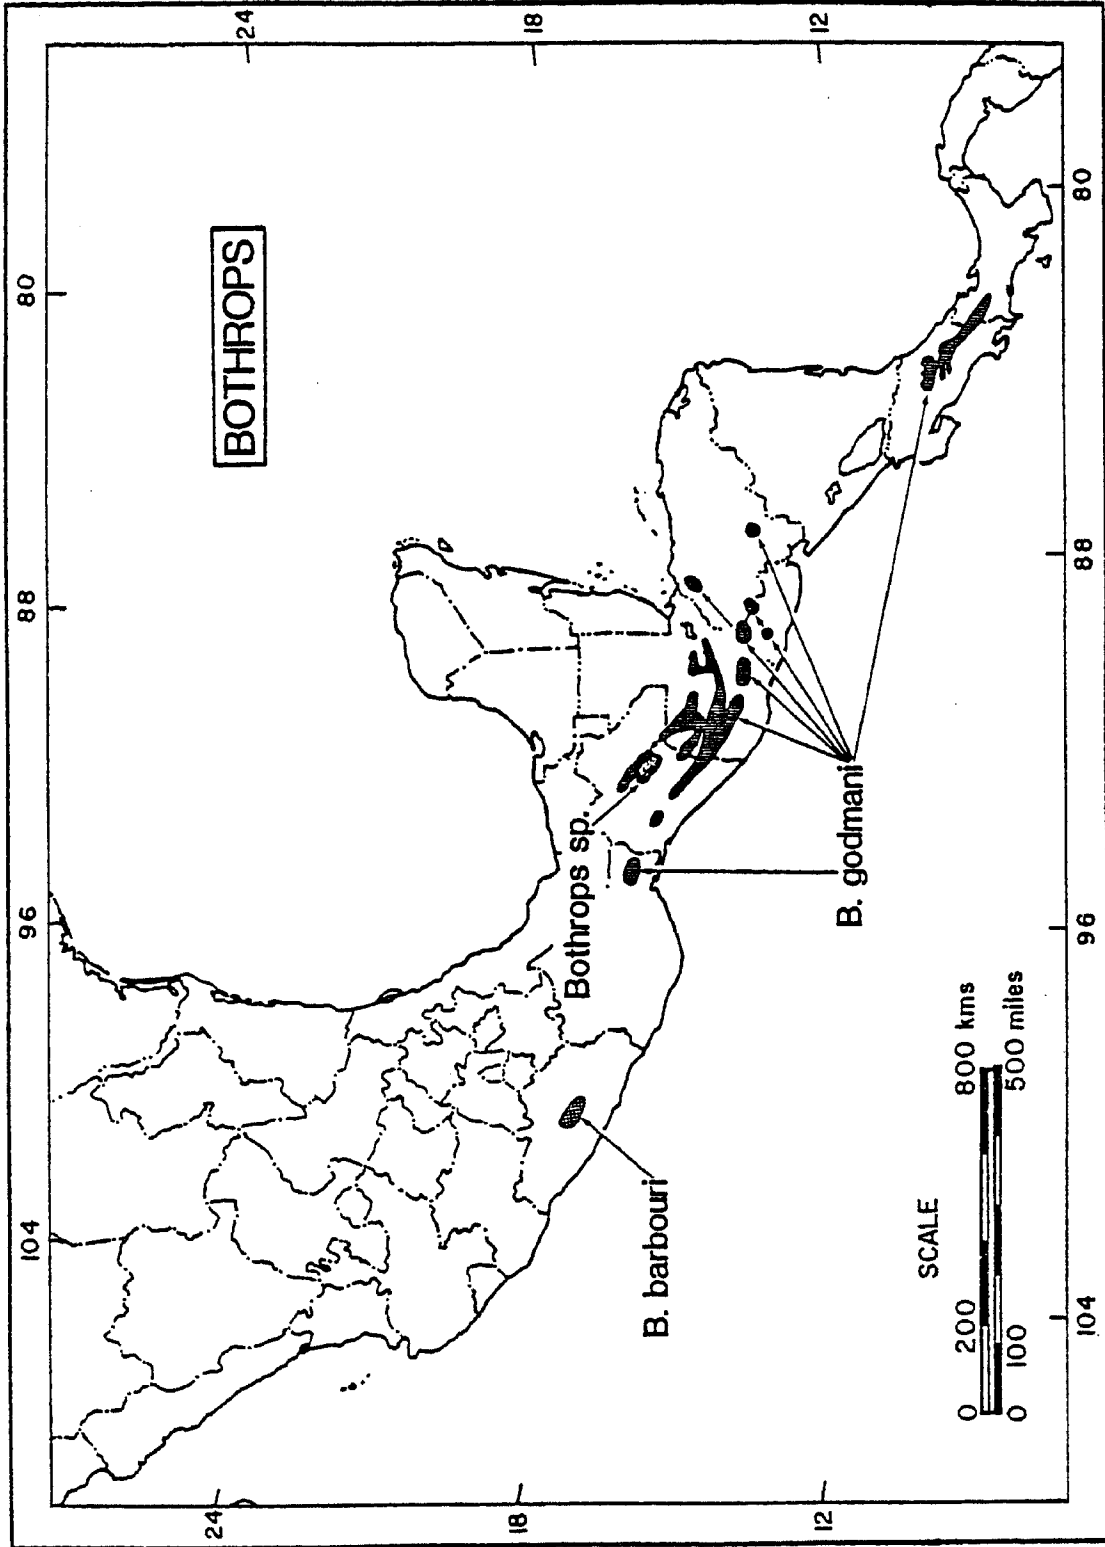 104 96 88 80
24 BOTHROPS 24
18 18
Bothrops sp.
B. barbouri
12 12
B. godmani
SCALE
0 200 800 kms
0 100 500 miles
104 96 88 80